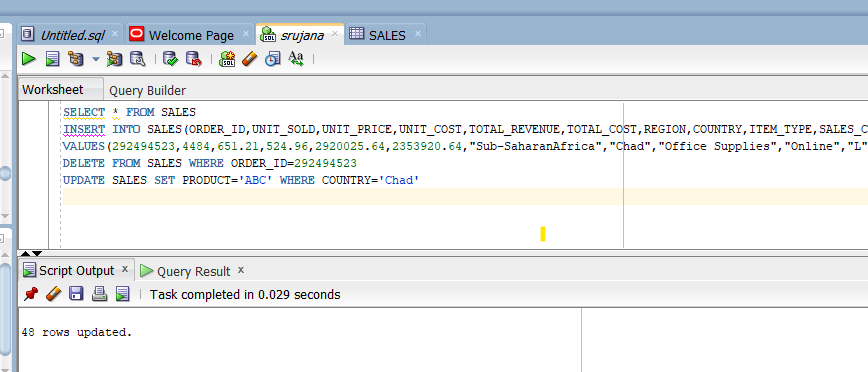 Untitled.sql × Welcome Page × srujana × SALES ×
Worksheet Query Builder
SELECT * FROM SALES
INSERT INTO SALES(ORDER_ID,UNIT_SOLD,UNIT_PRICE,UNIT_COST,TOTAL_REVENUE,TOTAL_COST,REGION,COUNTRY,ITEM_TYPE,SALES_C
VALUES(292494523,4484,651.21,524.96,2920025.64,2353920.64,"Sub-SaharanAfrica","Chad","Office Supplies","Online","L"
DELETE FROM SALES WHERE ORDER_ID=292494523
UPDATE SALES SET PRODUCT='ABC' WHERE COUNTRY='Chad'
Script Output × Query Result ×
Task completed in 0.029 seconds
48 rows updated.